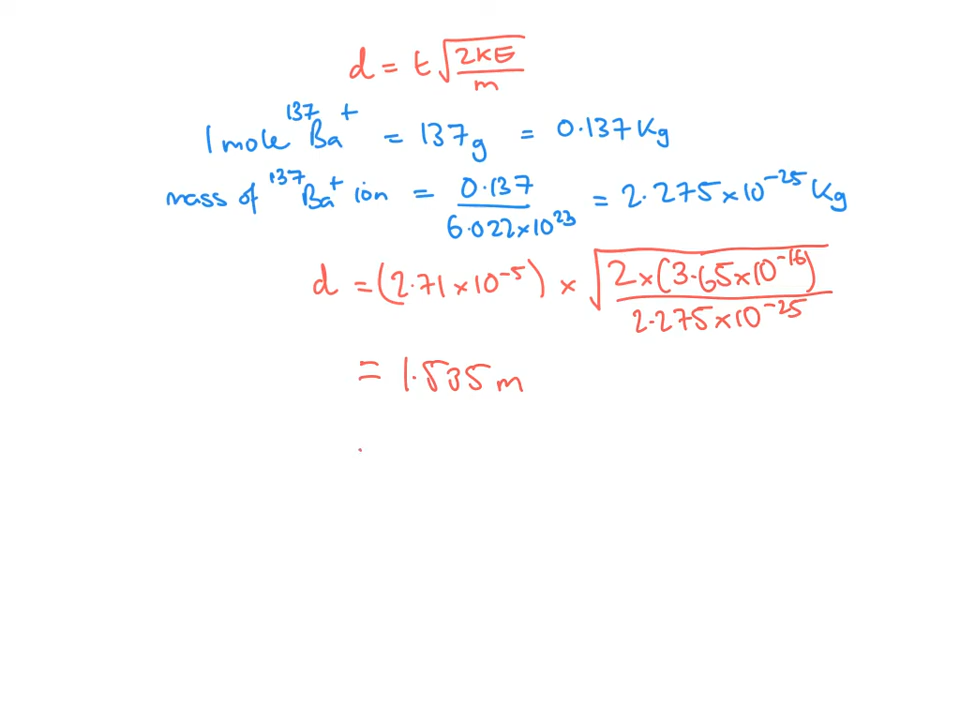 d = t√(2KE/m)
1 mole ¹³⁷Ba⁺ = 137g = 0.137 Kg
mass of ¹³⁷Ba⁺ ion = 0.137/6.022×10²³ = 2.275×10⁻²⁵ Kg
d = (2.71×10⁻⁵) × √(2×(3.65×10⁻¹⁶)/2.275×10⁻²⁵)
= 1.535 m